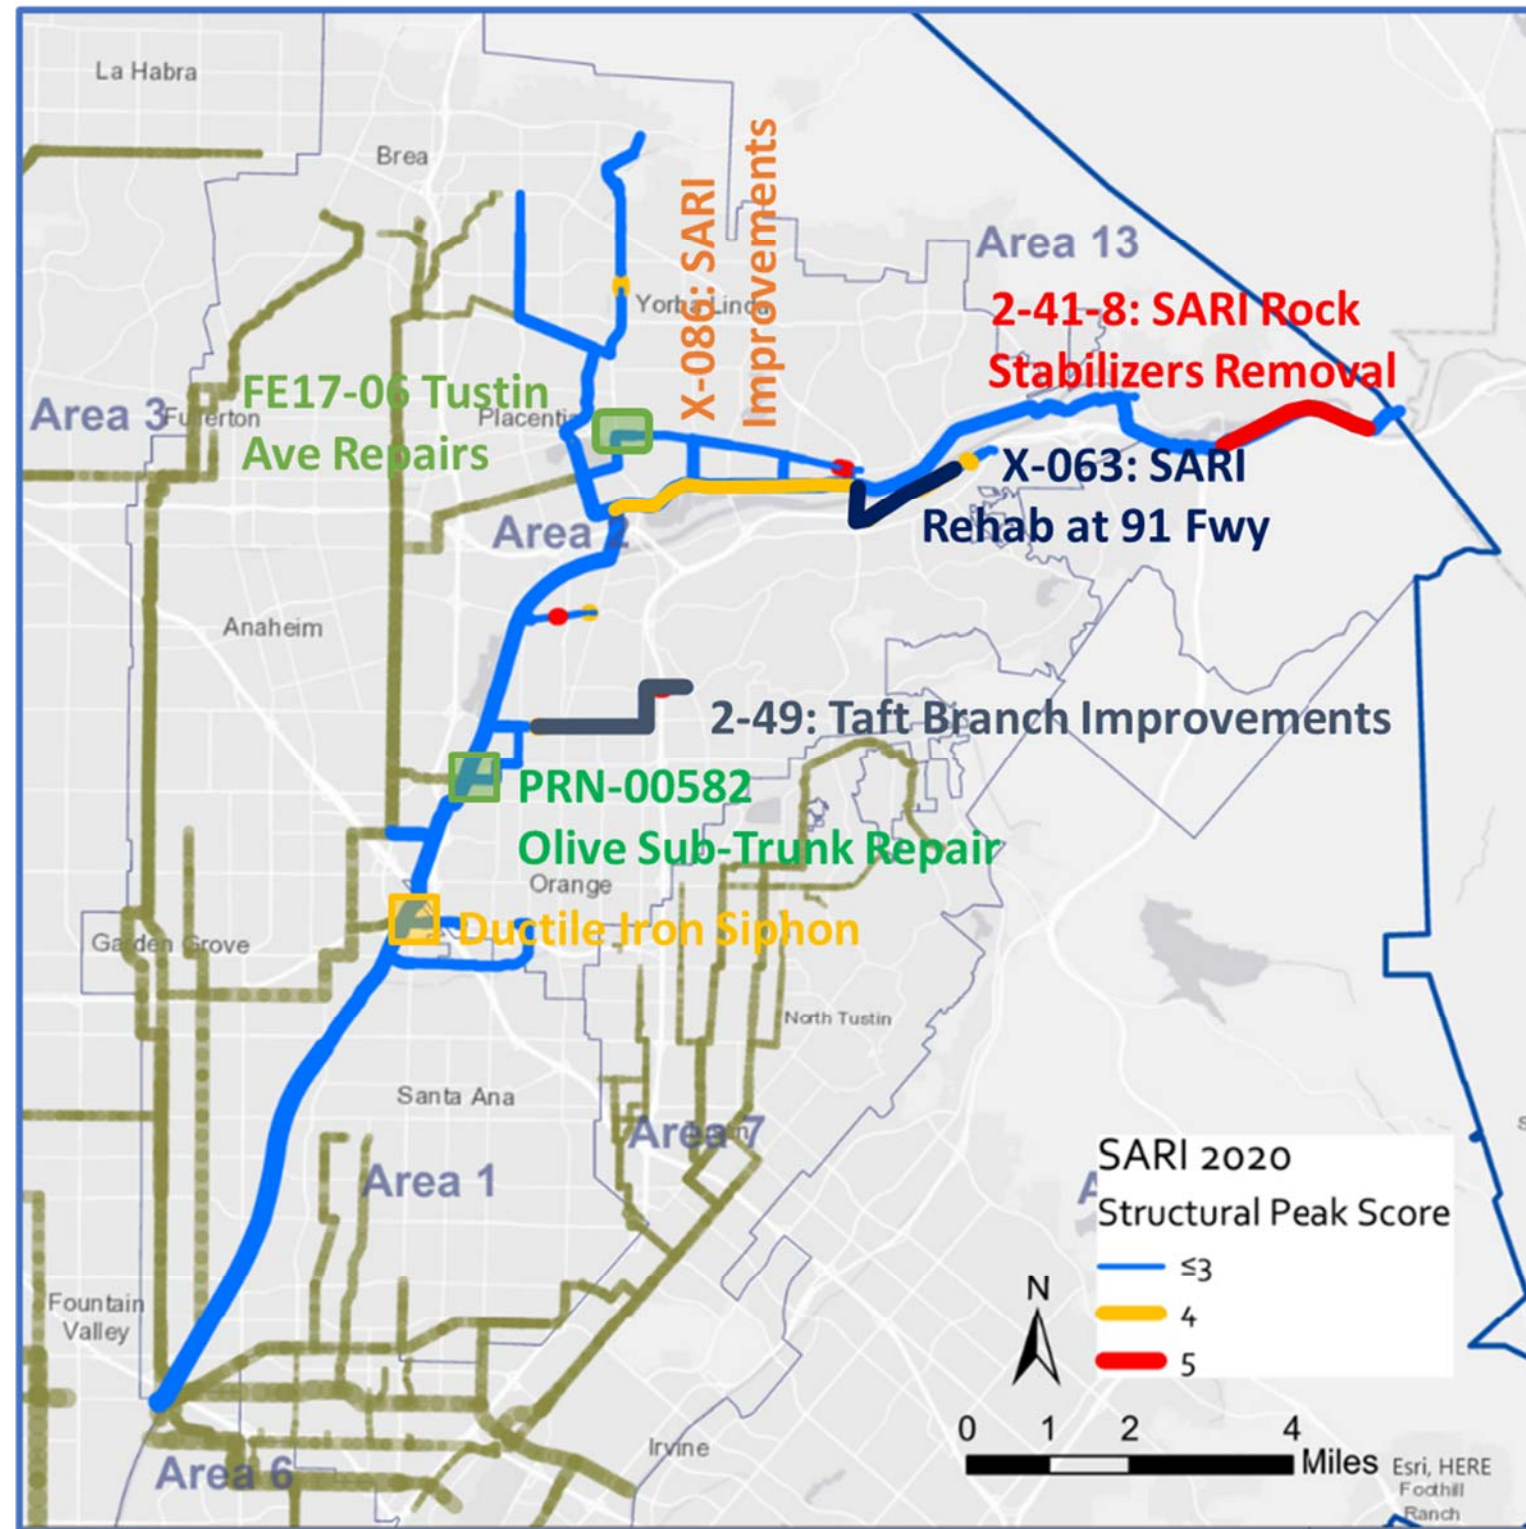 La Habra
Brea
X-086: SARI
Improvements
Area 13
Yorba Linda
2-41-8: SARI Rock
Stabilizers Removal
FE17-06 Tustin
Ave Repairs
Area 3
Fullerton
Placenti
X-063: SARI
Rehab at 91 Fwy
Area 2
Anaheim
2-49: Taft Branch Improvements
PRN-00582
Olive Sub-Trunk Repair
Orange
Ductile Iron Siphon
Garden Grove
North Tustin
Santa Ana
Area 7
Area 1
SARI 2020
Structural Peak Score
≤3
4
5
N
Fountain
Valley
0 1 2 4
Miles
Irvine
Area 6
Esri, HERE
Foothill
Ranch